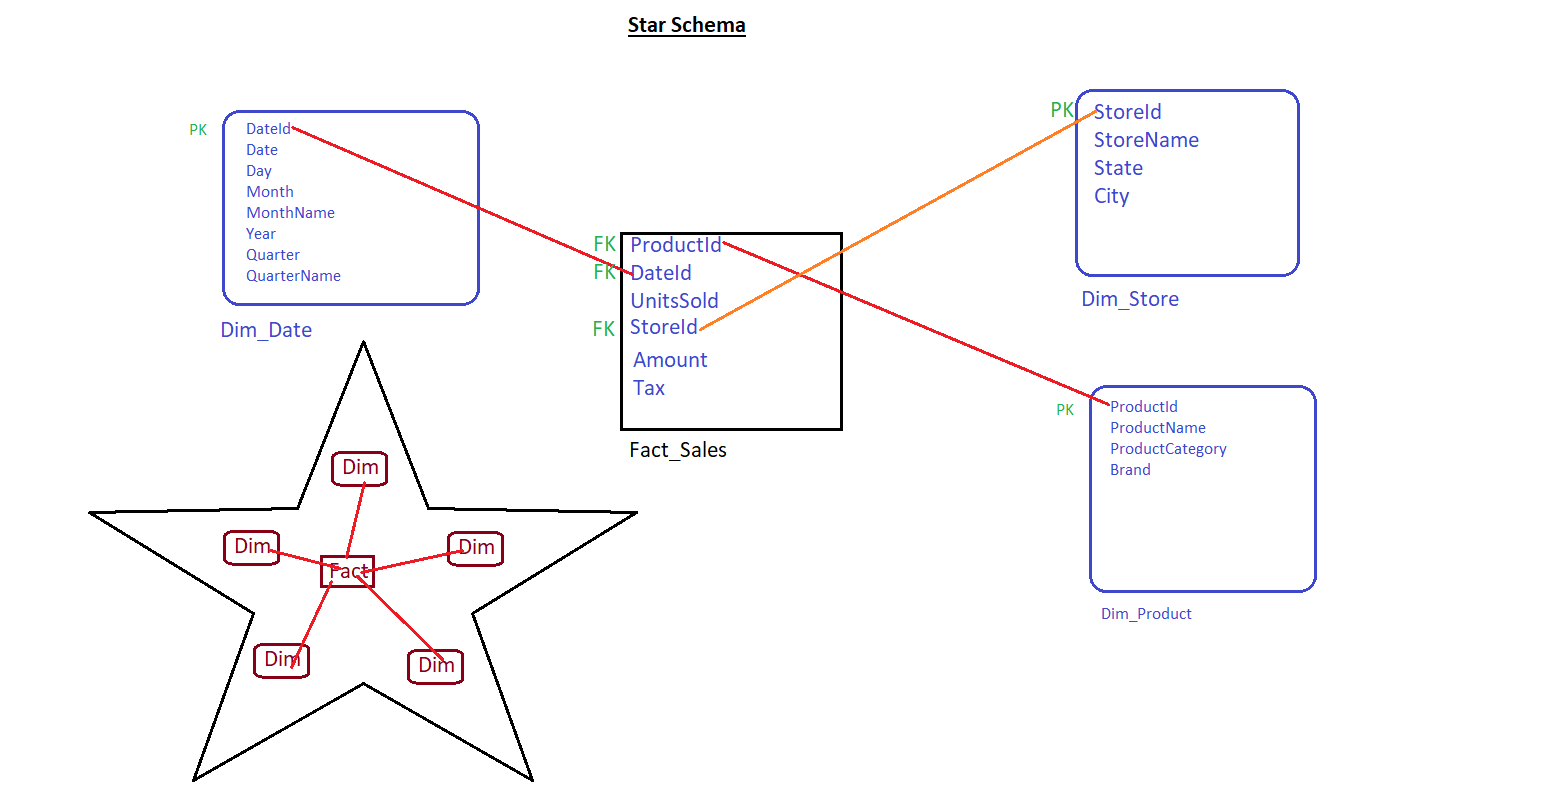 Star Schema
PK
DateId
Date
Day
Month
MonthName
Year
Quarter
QuarterName
Dim_Date
FK ProductId
FK DateId
UnitsSold
FK StoreId
Amount
Tax
Fact_Sales
PK StoreId
StoreName
State
City
Dim_Store
PK ProductId
ProductName
ProductCategory
Brand
Dim_Product
Dim
Dim
Dim
Fact
Dim
Dim